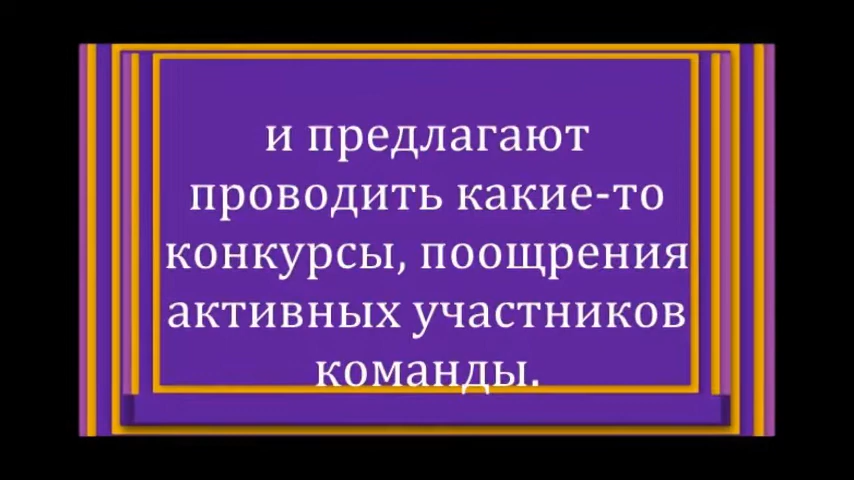 и предлагают
проводить какие-то
конкурсы, поощрения
активных участников
команды.